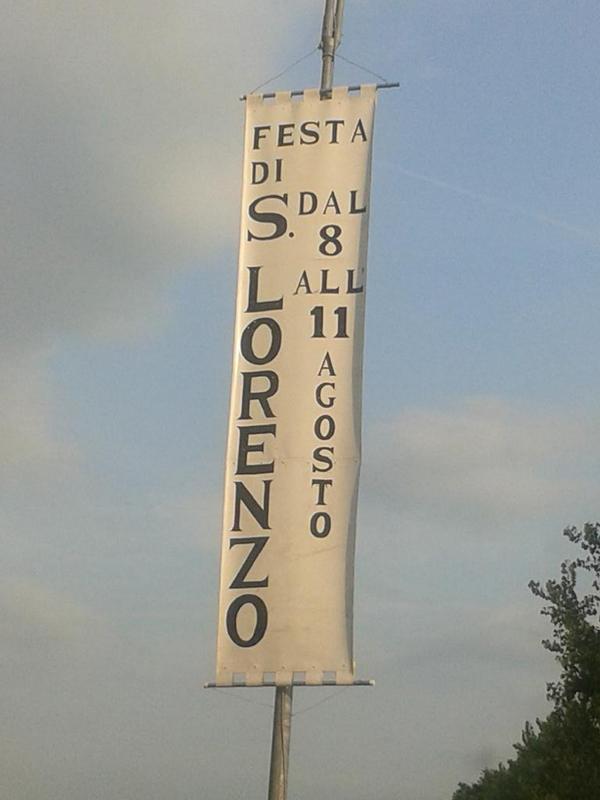 FESTA
DI
S. LORENZO
DAL
8
ALL'
11
AGOSTO